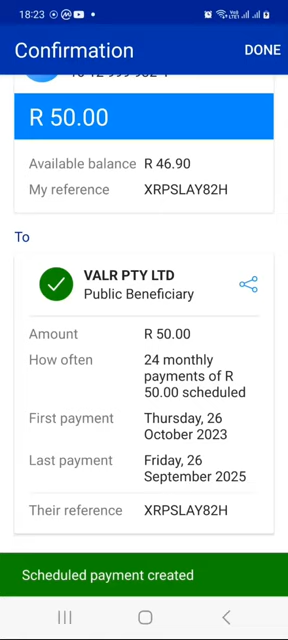 18:23
Confirmation DONE
R 50.00
Available balance R 46.90
My reference XRPSLAY82H
To
VALR PTY LTD
Public Beneficiary
Amount R 50.00
How often 24 monthly
payments of R
50.00 scheduled
First payment Thursday, 26
October 2023
Last payment Friday, 26
September 2025
Their reference XRPSLAY82H
Scheduled payment created